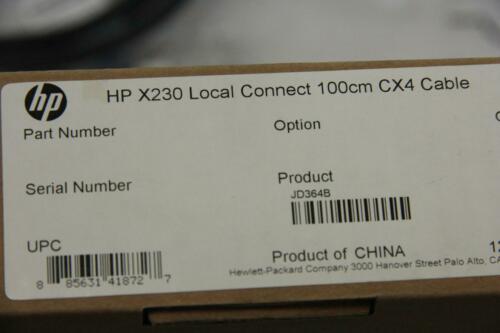 hp HP X230 Local Connect 100cm CX4 Cable
Part Number Option
Serial Number Product
JD364B
UPC
8 85631 41872 7
Product of CHINA
Hewlett-Packard Company 3000 Hanover Street Palo Alto, CA